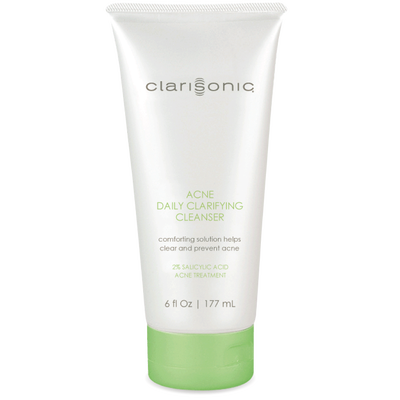 clarisonic
ACNE
DAILY CLARIFYING
CLEANSER
comforting solution helps
clear and prevent acne
2% SALICYLIC ACID
ACNE TREATMENT
6 fl Oz | 177 mL